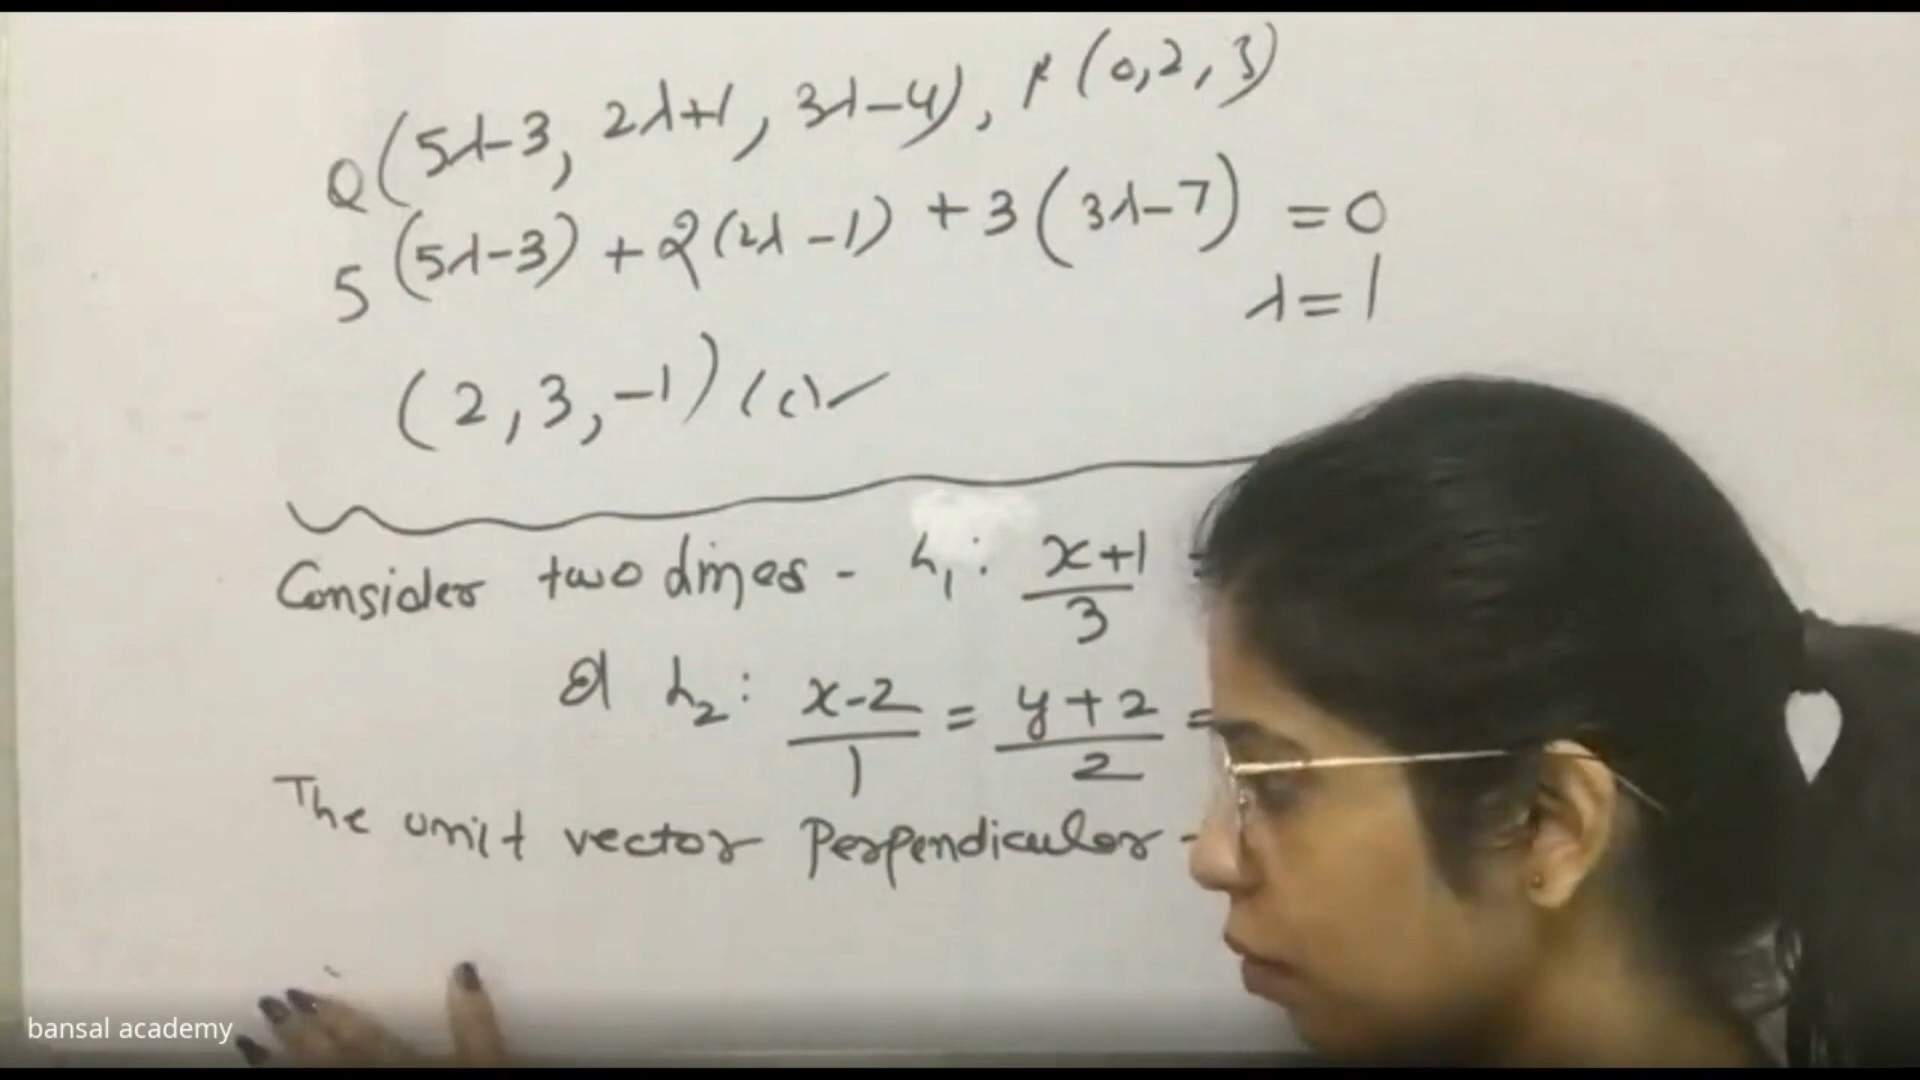 Q(5λ-3, 2λ+1, 3λ-4), P(0,2,3)
5(5λ-3) + 2(2λ-1) + 3(3λ-7) = 0
λ=1
(2,3,-1) (c)✓
Consider two lines - L₁: x+1/3 =
& L₂: x-2/1 = y+2/2 =
The unit vector Perpendicular -
bansal academy